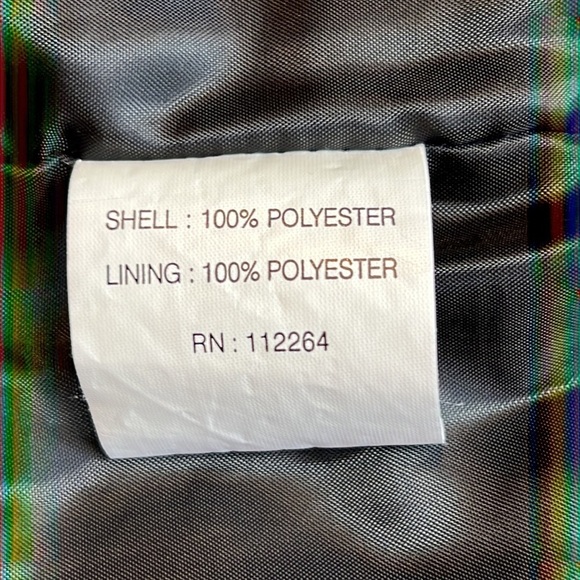 SHELL : 100% POLYESTER
LINING : 100% POLYESTER
RN : 112264